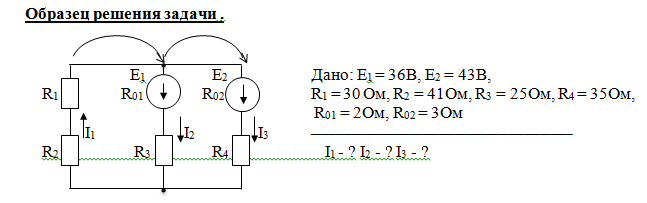 Образец решения задачи .
E1 E2
R1 R01 R02
I1 I2 I3
R2 R3 R4
Дано: E1 = 36В, E2 = 43В,
R1 = 30 Ом, R2 = 41Ом, R3 = 25Ом, R4 = 35Ом,
R01 = 2Ом, R02 = 3Ом
I1 - ? I2 - ? I3 - ?